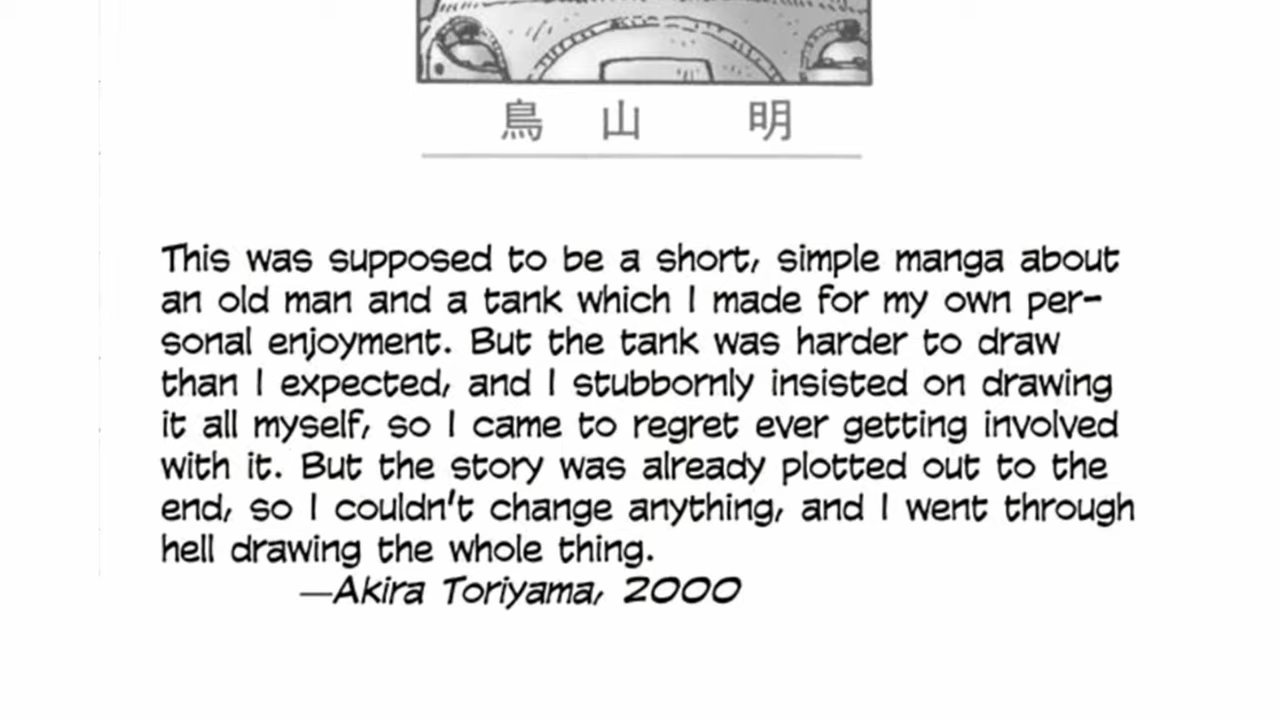 鳥山 明
This was supposed to be a short, simple manga about
an old man and a tank which I made for my own per-
sonal enjoyment. But the tank was harder to draw
than I expected, and I stubbornly insisted on drawing
it all myself, so I came to regret ever getting involved
with it. But the story was already plotted out to the
end, so I couldn't change anything, and I went through
hell drawing the whole thing.
—Akira Toriyama, 2000